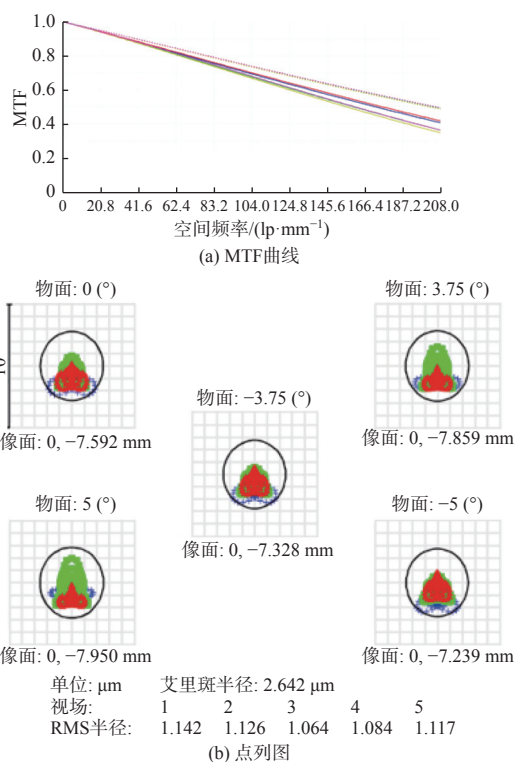 1.0
0.8
0.6
0.4
0.2
0
MTF
0 20.8 41.6 62.4 83.2 104.0 124.8 145.6 166.4 187.2 208.0
空间频率/(lp·mm⁻¹)
(a) MTF曲线
物面: 0 (°)
物面: 3.75 (°)
10
像面: 0, −7.592 mm
像面: 0, −7.859 mm
物面: −3.75 (°)
像面: 0, −7.328 mm
物面: 5 (°)
物面: −5 (°)
像面: 0, −7.950 mm
像面: 0, −7.239 mm
单位: μm 艾里斑半径: 2.642 μm
视场: 1 2 3 4 5
RMS半径: 1.142 1.126 1.064 1.084 1.117
(b) 点列图